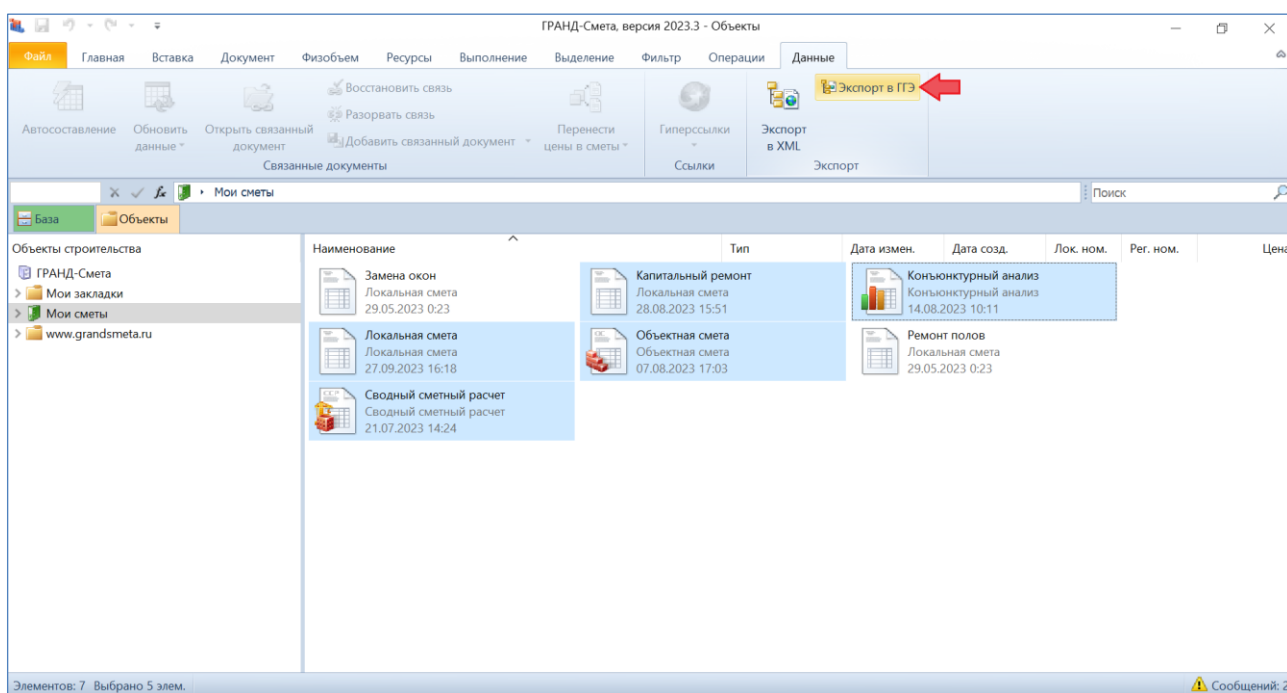 ГРАНД-Смета, версия 2023.3 - Объекты
Файл Главная Вставка Документ Физобъем Ресурсы Выполнение Выделение Фильтр Операции Данные
Автосоставление
Обновить данные
Открыть связанный документ
Восстановить связь
Разорвать связь
Добавить связанный документ
Перенести цены в сметы
Гиперссылки
Экспорт в XML
Экспорт в ГГЭ
Связанные документы Ссылки Экспорт
fx Мои сметы Поиск
База Объекты
Объекты строительства
ГРАНД-Смета
Мои закладки
Мои сметы
www.grandsmeta.ru
Наименование Тип Дата измен. Дата созд. Лок. ном. Рег. ном. Цена
Замена окон
Локальная смета
29.05.2023 0:23
Капитальный ремонт
Локальная смета
28.08.2023 15:51
Конъюнктурный анализ
Конъюнктурный анализ
14.08.2023 10:11
Локальная смета
Локальная смета
27.09.2023 16:18
Объектная смета
Объектная смета
07.08.2023 17:03
Ремонт полов
Локальная смета
29.05.2023 0:23
Сводный сметный расчет
Сводный сметный расчет
21.07.2023 14:24
Элементов: 7 Выбрано 5 элем. Сообщений: 2